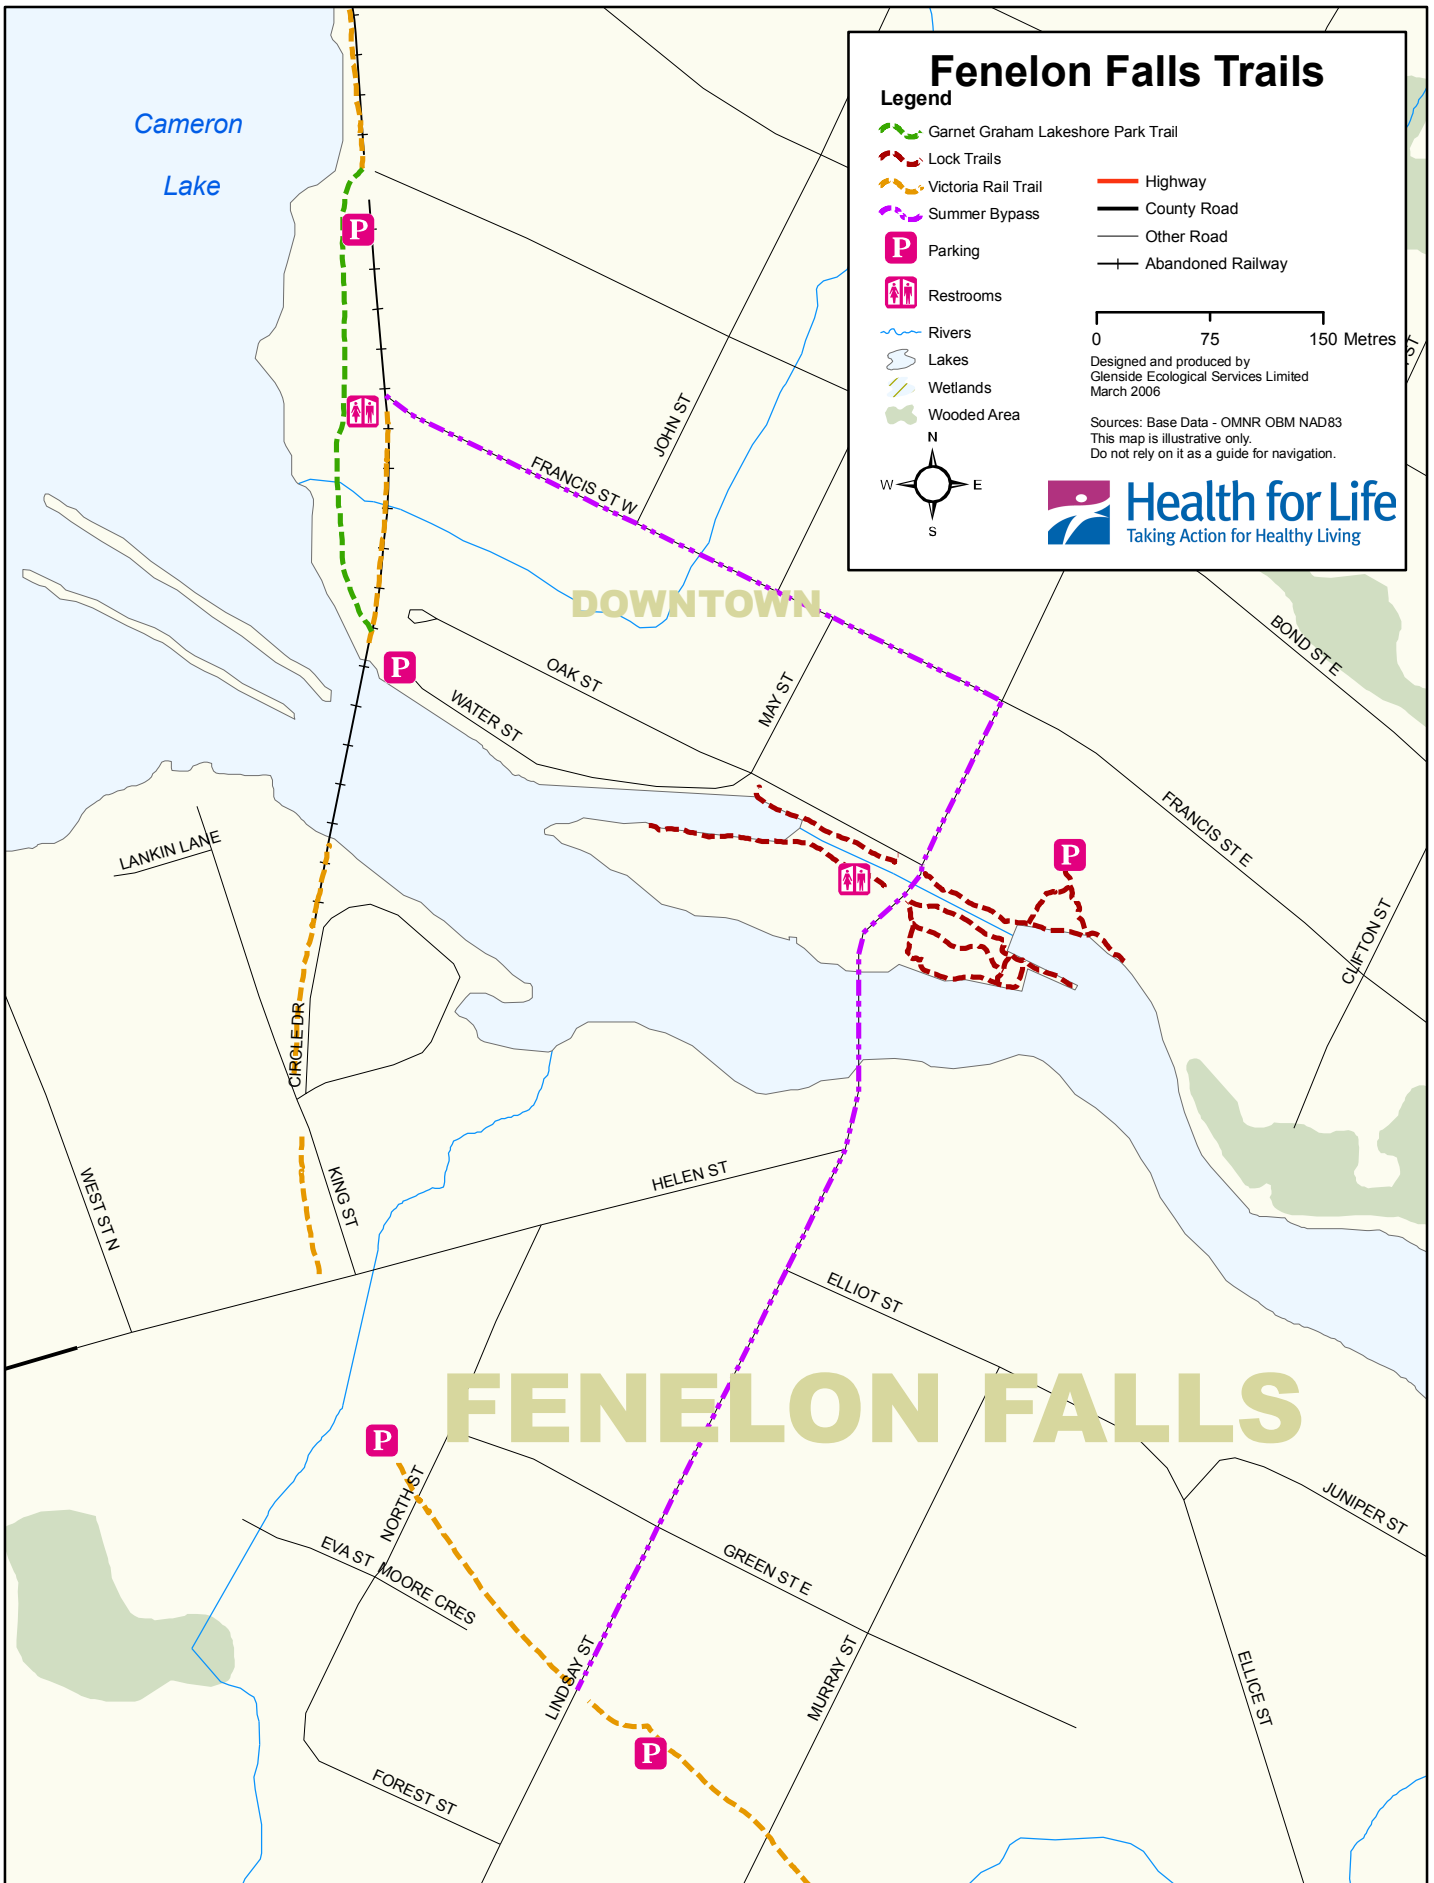 Fenelon Falls Trails
Legend
Garnet Graham Lakeshore Park Trail
Lock Trails
Victoria Rail Trail
Summer Bypass
P Parking
Restrooms
Rivers
Lakes
Wetlands
Wooded Area
Highway
County Road
Other Road
Abandoned Railway
0 75 150 Metres
Designed and produced by
Glenside Ecological Services Limited
March 2006
Sources: Base Data - OMNR OBM NAD83
This map is illustrative only.
Do not rely on it as a guide for navigation.
N
W E
S
Health for Life
Taking Action for Healthy Living
Cameron
Lake
P
JOHN ST
FRANCIS ST W
DOWNTOWN
BOND ST E
P
OAK ST
MAY ST
WATER ST
FRANCIS ST E
LANKIN LANE
P
CLIFTON ST
CIRCLE DR
WEST ST N
KING ST
HELEN ST
ELLIOT ST
FENELON FALLS
P
NORTH ST
JUNIPER ST
EVA ST
MOORE CRES
GREEN ST E
LINDSAY ST
MURRAY ST
ELLICE ST
P
FOREST ST
ST